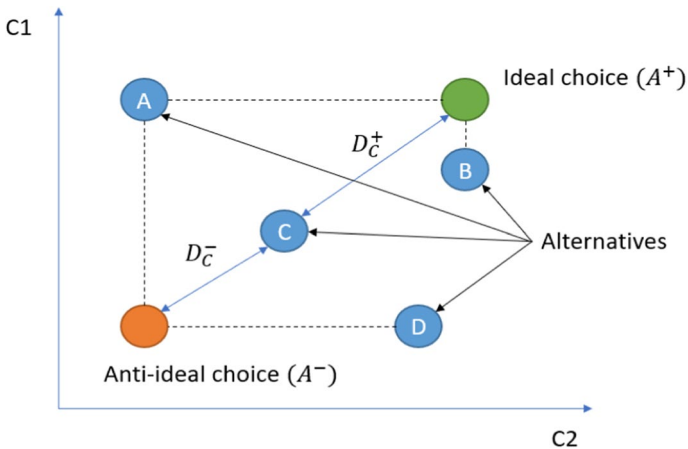 C1
Ideal choice (A⁺)
A
D_C^+
B
C
Alternatives
D_C^-
D
Anti-ideal choice (A⁻)
C2